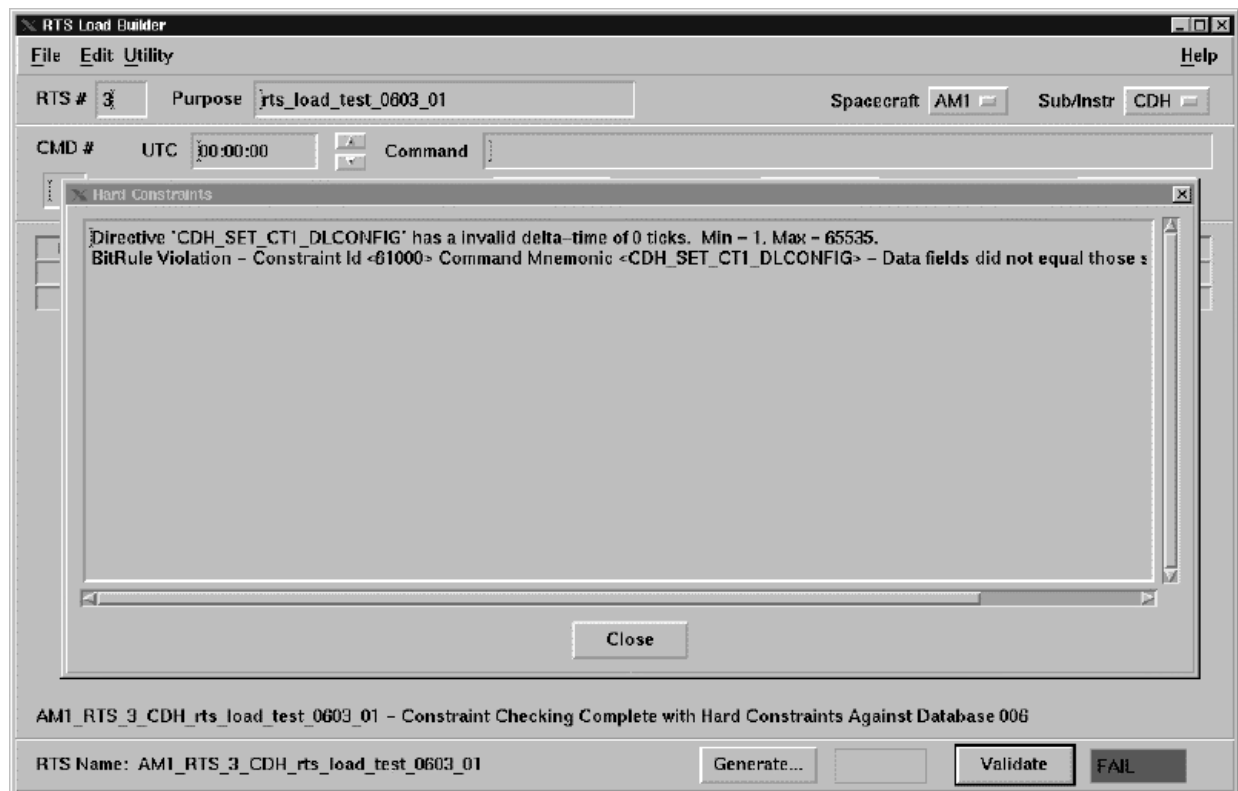 RTS Load Builder
File Edit Utility Help
RTS # 3 Purpose rts_load_test_0603_01 Spacecraft AM1 Sub/Instr CDH
CMD # UTC 00:00:00 Command
Hard Constraints
Directive 'CDH_SET_CT1_DLCONFIG' has a invalid delta-time of 0 ticks. Min - 1, Max - 65535.
BitRule Violation - Constraint Id <61000> Command Mnemonic <CDH_SET_CT1_DLCONFIG> - Data fields did not equal those s
Close
AM1_RTS_3_CDH_rts_load_test_0603_01 - Constraint Checking Complete with Hard Constraints Against Database 006
RTS Name: AM1_RTS_3_CDH_rts_load_test_0603_01 Generate... Validate FAIL